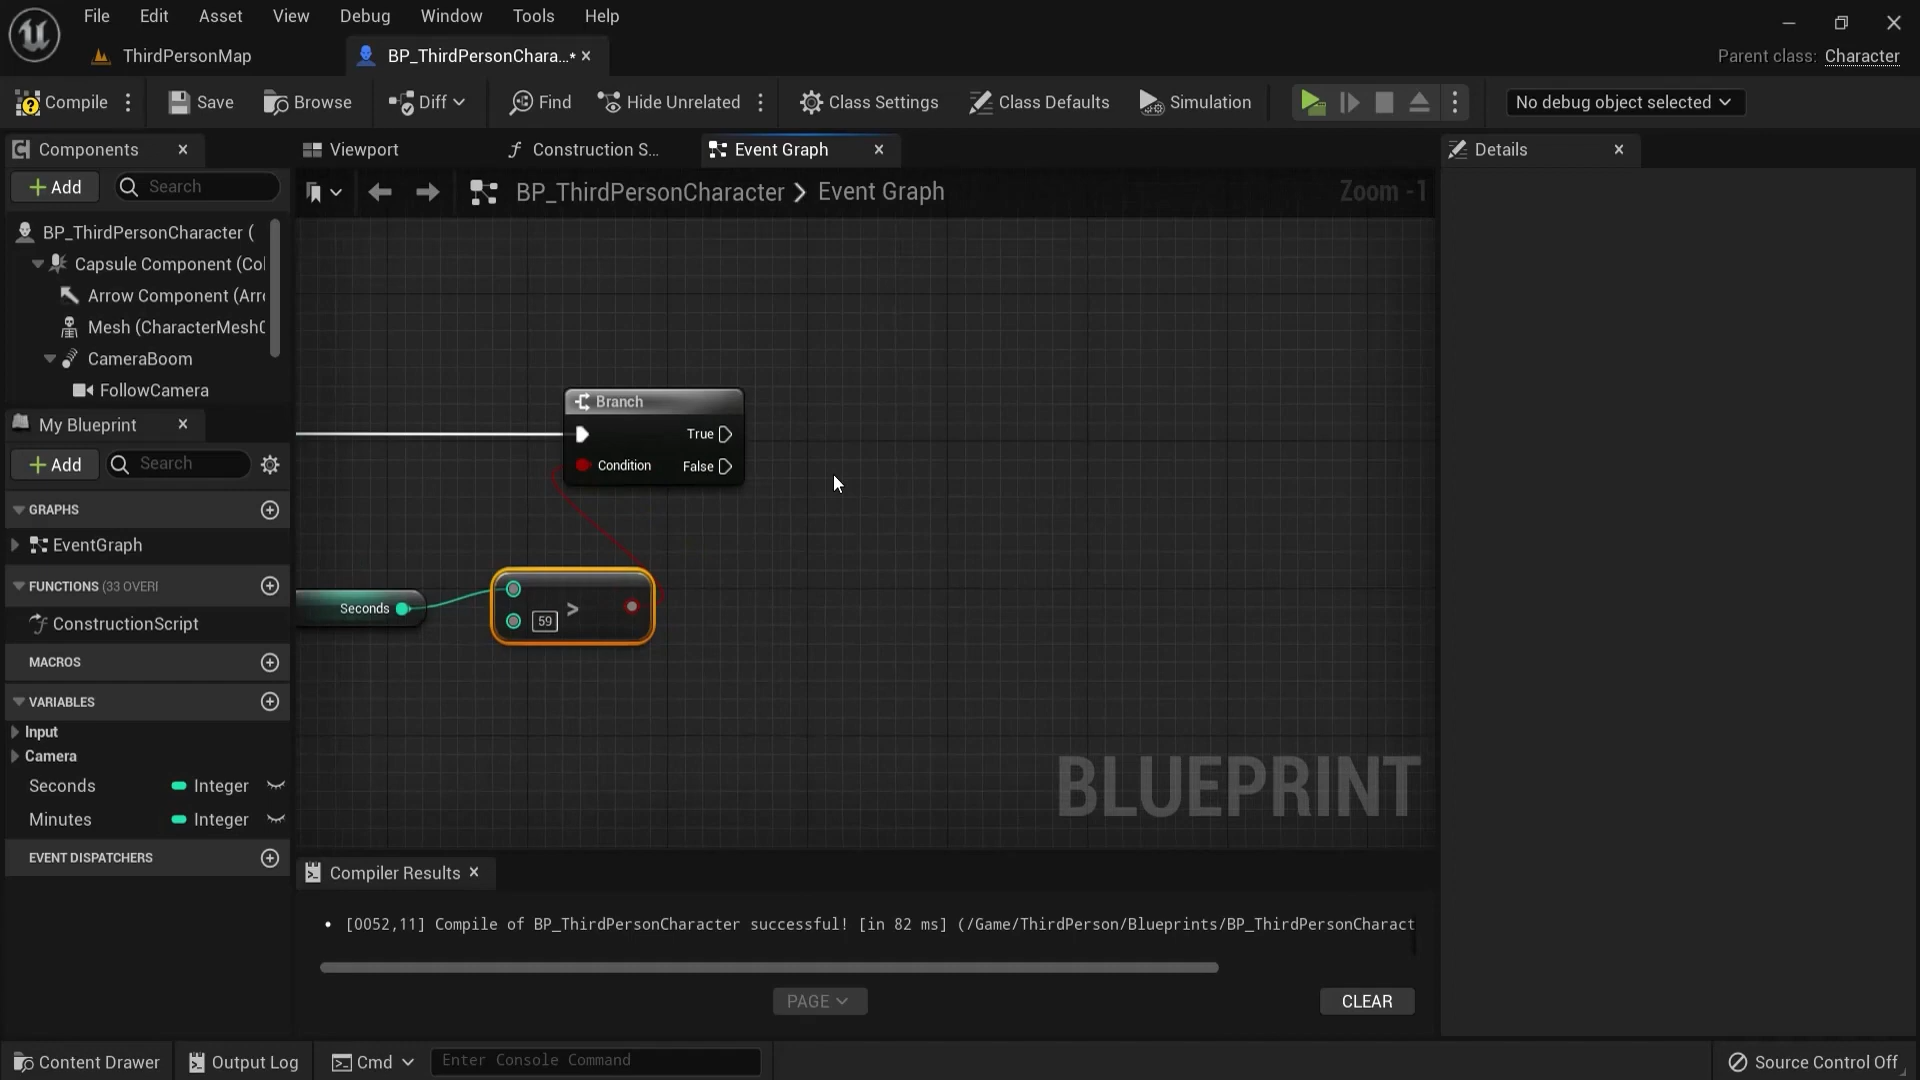 File Edit Asset View Debug Window Tools Help
ThirdPersonMap
BP_ThirdPersonChara...*
Parent class: Character
Compile Save Browse Diff Find Hide Unrelated Class Settings Class Defaults Simulation No debug object selected
Components
Viewport Construction S... Event Graph
Details
Add Search
BP_ThirdPersonCharacter > Event Graph
Zoom -1
BP_ThirdPersonCharacter (
Capsule Component (Col
Arrow Component (Arr
Mesh (CharacterMesh
CameraBoom
FollowCamera
My Blueprint
Add Search
GRAPHS
EventGraph
FUNCTIONS (33 OVERI
ConstructionScript
MACROS
VARIABLES
Input
Camera
Seconds Integer
Minutes Integer
EVENT DISPATCHERS
Branch
True
Condition False
Seconds
59 >
BLUEPRINT
Compiler Results
• [0052,11] Compile of BP_ThirdPersonCharacter successful! [in 82 ms] (/Game/ThirdPerson/Blueprints/BP_ThirdPersonCharact
PAGE
CLEAR
Content Drawer Output Log Cmd Enter Console Command Source Control Off